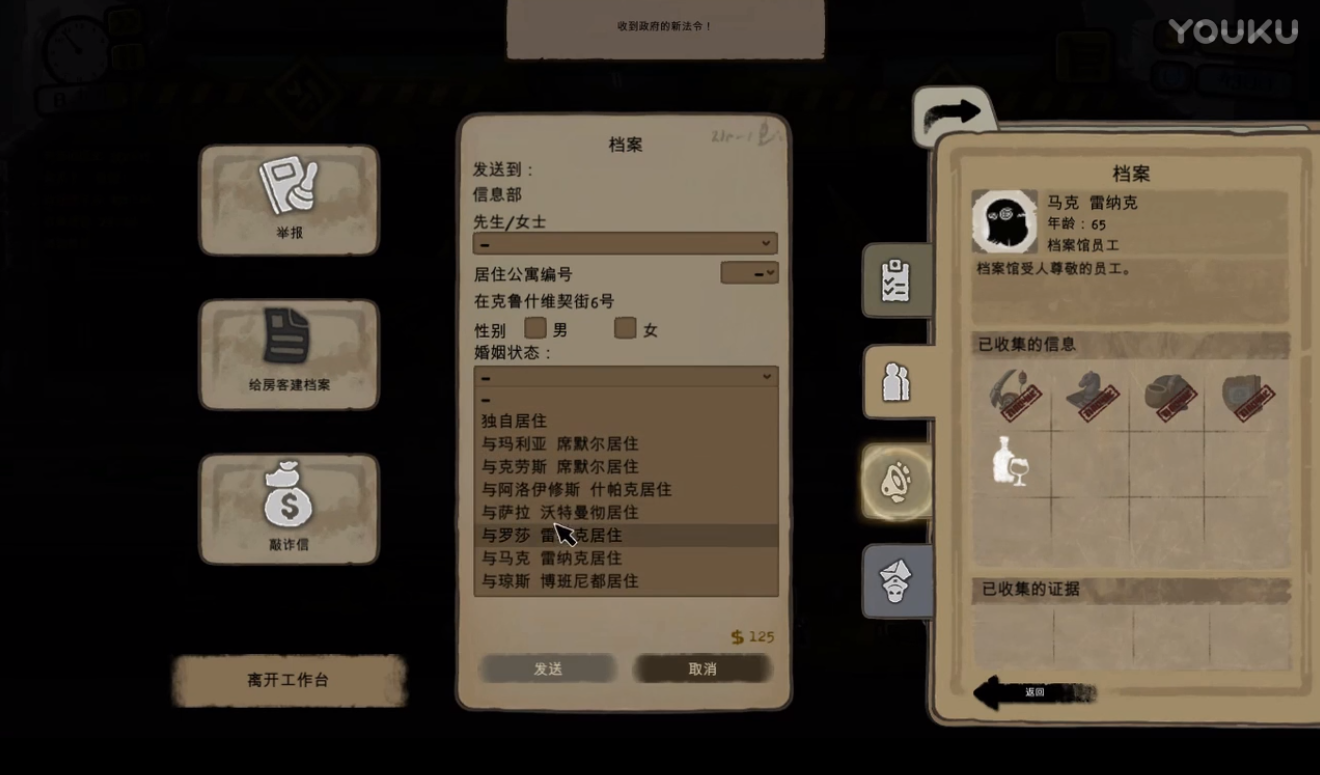 收到政府的新法令！
YOUKU
举报
给房客建档案
敲诈信
离开工作台
档案
发送到：
信息部
先生/女士
–
居住公寓编号
–
在克鲁什维契街6号
性别 男 女
婚姻状态：
–
–
独自居住
与玛利亚 席默尔居住
与克劳斯 席默尔居住
与阿洛伊修斯 什帕克居住
与萨拉 沃特曼彻居住
与罗莎 雷 克居住
与马克 雷纳克居住
与琼斯 博班尼都居住
$ 125
发送 取消
档案
马克 雷纳克
年龄：65
档案馆员工
档案馆受人尊敬的员工。
已收集的信息
已收集的证据
返回